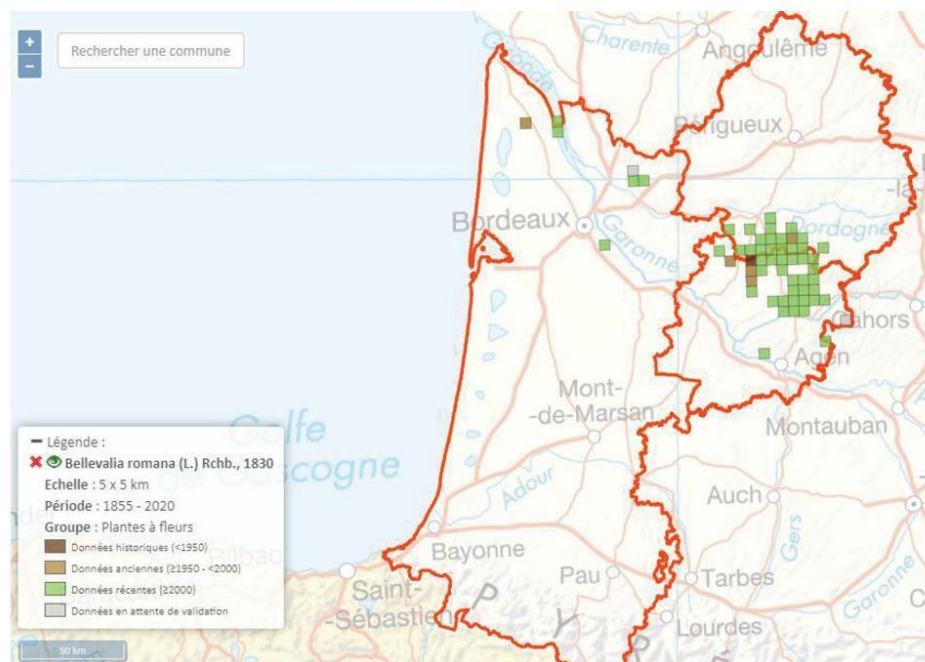 +
Rechercher une commune
−
Charente
Angoulême
Gironde
Périgueux
-la-
Bordeaux
Dordogne
Garonne
Cahors
Agen
Mont-
-de-Marsan
Montauban
Golfe
de Gascogne
Adour
Auch
Gers
Bayonne
Bilbao
Saint-
-Sébastien
Pau
Tarbes
Garonne
Lourdes
P Y R
Légende :
Bellevalia romana (L.) Rchb., 1830
Echelle : 5 x 5 km
Période : 1855 - 2020
Groupe : Plantes à fleurs
Données historiques (<1950)
Données anciennes (≥1950 - <2000)
Données récentes (≥2000)
Données en attente de validation
50 km